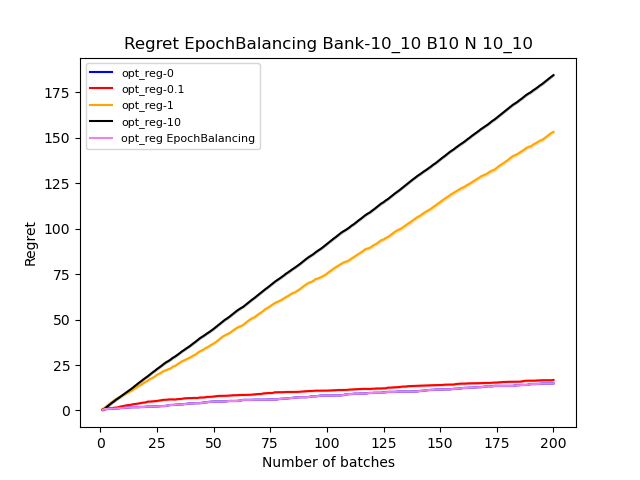 Regret EpochBalancing Bank-10_10 B10 N 10_10
opt_reg-0
opt_reg-0.1
opt_reg-1
opt_reg-10
opt_reg EpochBalancing
175
150
125
100
75
50
25
0
Regret
0 25 50 75 100 125 150 175 200
Number of batches